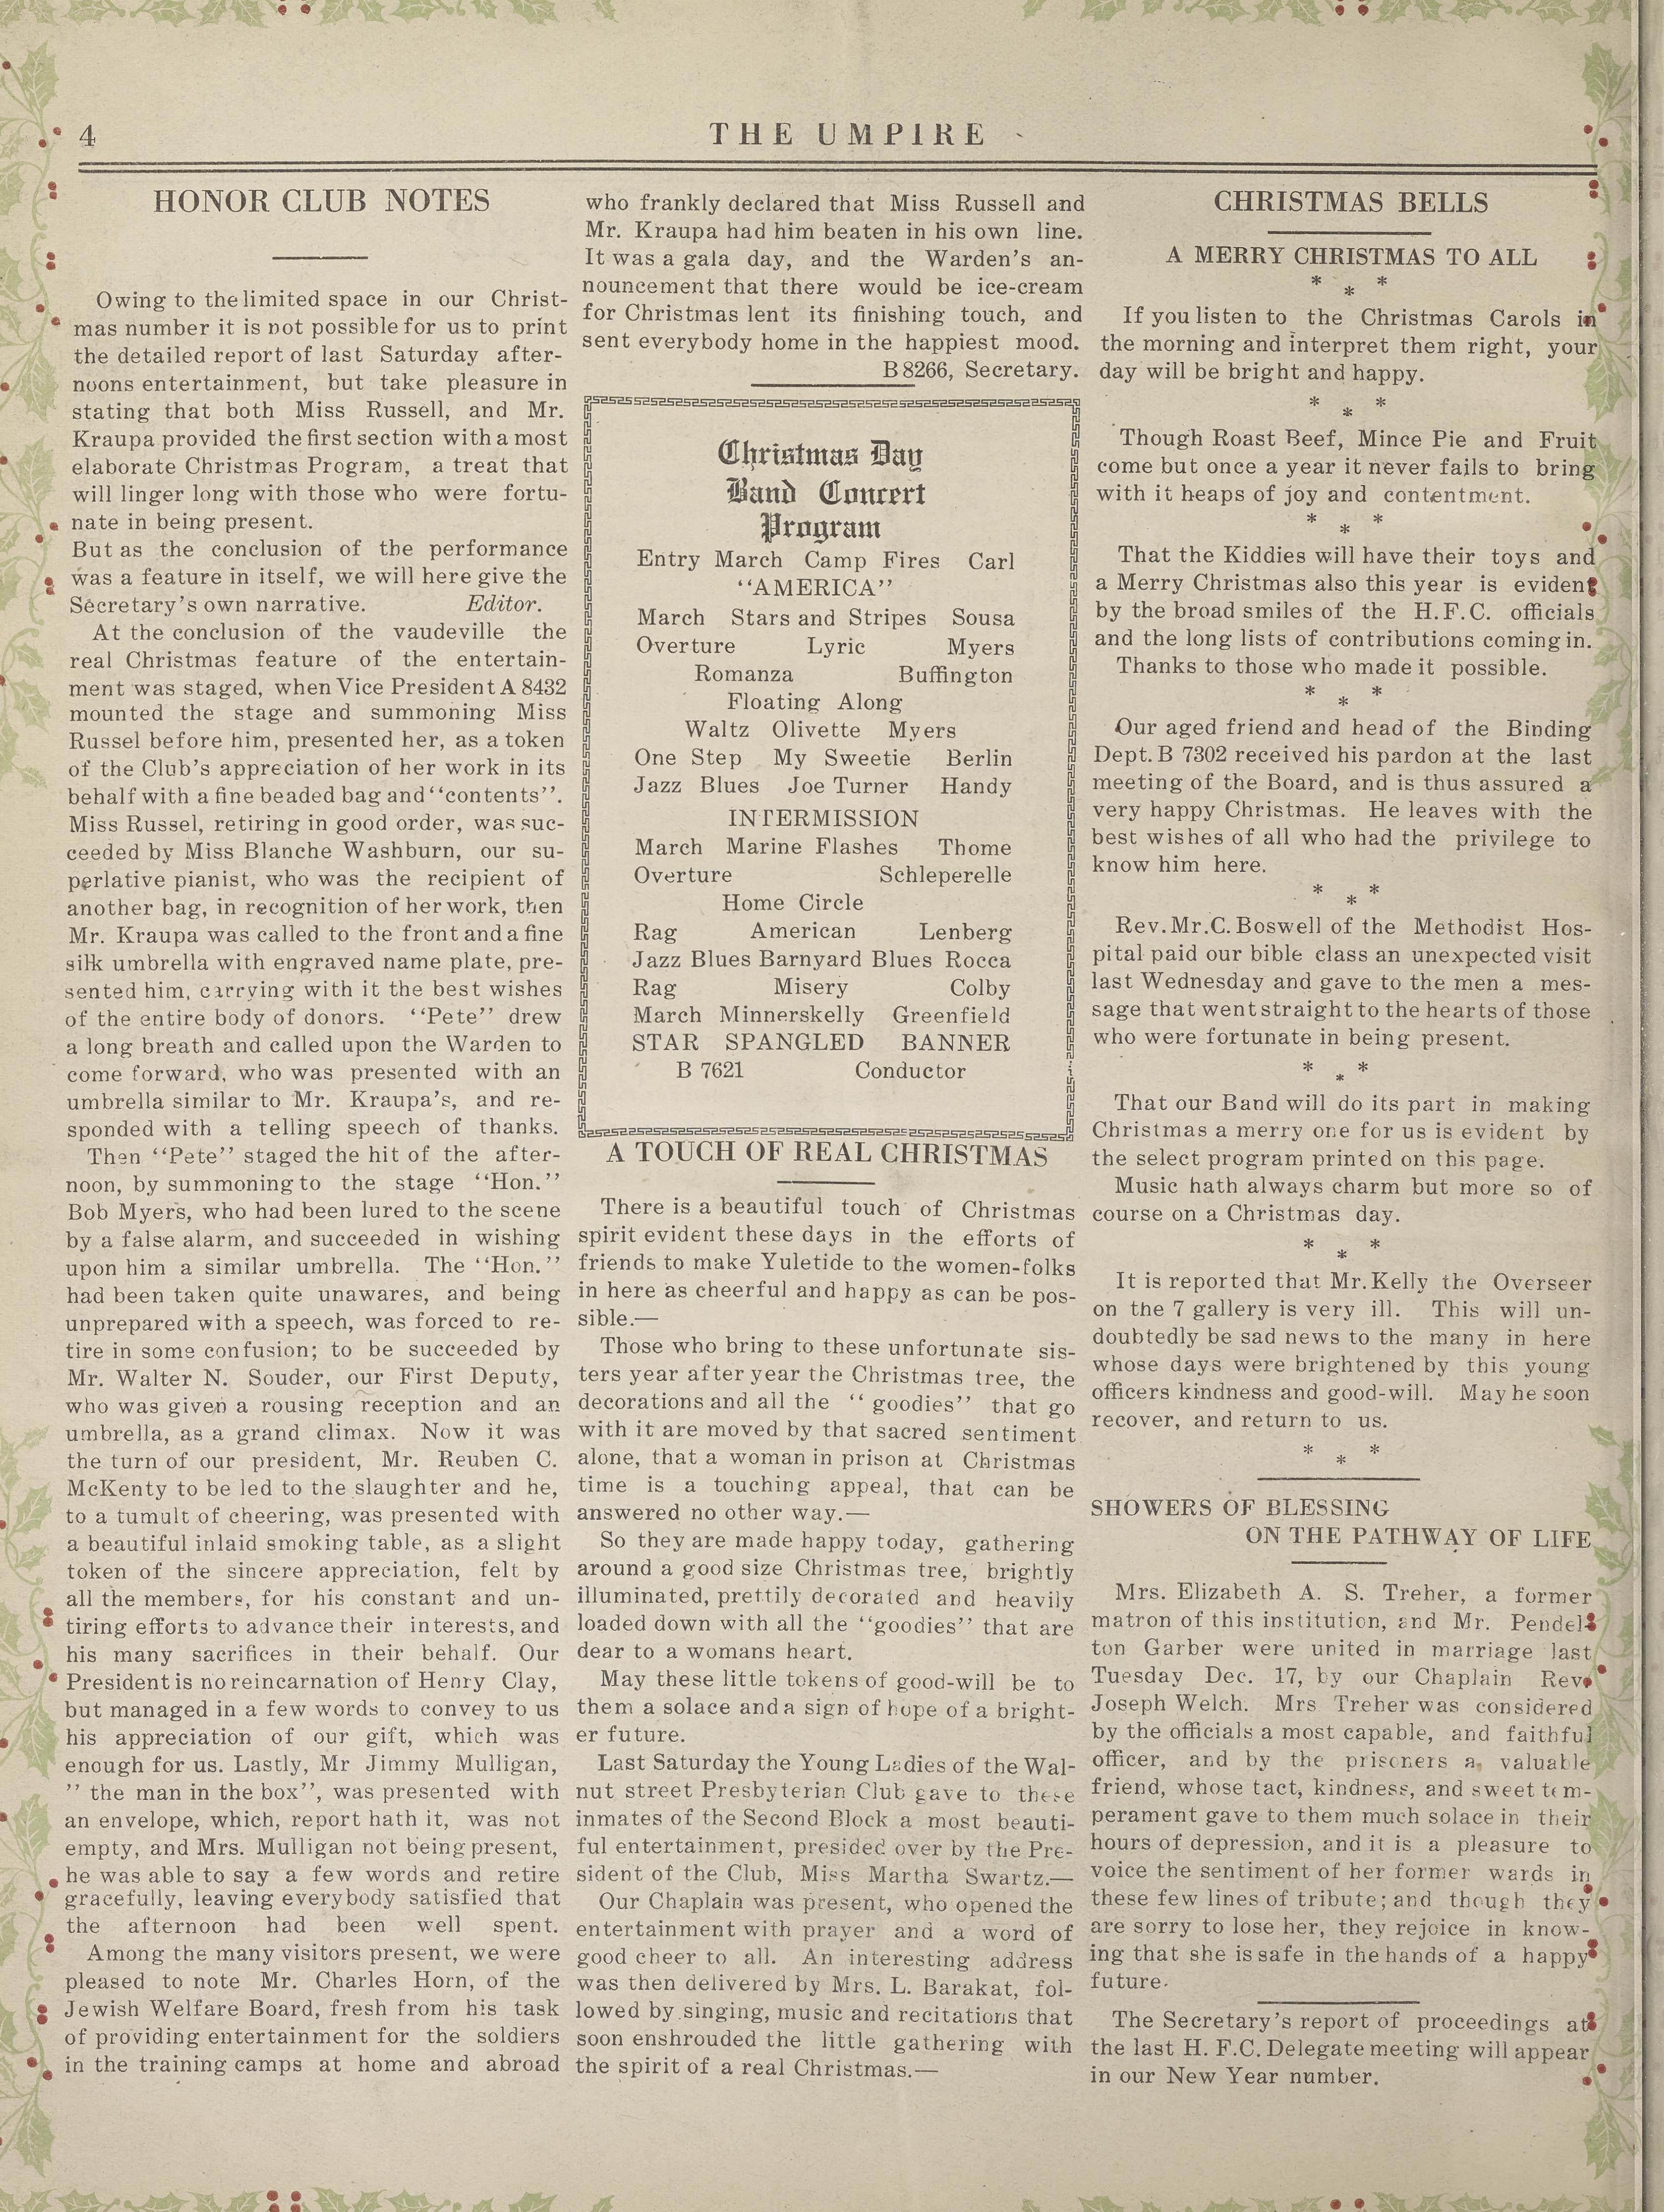 4
THE UMPIRE
HONOR CLUB NOTES
Owing to the limited space in our Christ-
mas number it is not possible for us to print
the detailed report of last Saturday after-
noons entertainment, but take pleasure in
stating that both Miss Russell, and Mr.
Kraupa provided the first section with a most
elaborate Christmas Program, a treat that
will linger long with those who were fortu-
nate in being present.
But as the conclusion of the performance
was a feature in itself, we will here give the
Secretary's own narrative. Editor.
At the conclusion of the vaudeville the
real Christmas feature of the entertain-
ment was staged, when Vice President A 8432
mounted the stage and summoning Miss
Russel before him, presented her, as a token
of the Club's appreciation of her work in its
behalf with a fine beaded bag and "contents".
Miss Russel, retiring in good order, was suc-
ceeded by Miss Blanche Washburn, our su-
perlative pianist, who was the recipient of
another bag, in recognition of her work, then
Mr. Kraupa was called to the front and a fine
silk umbrella with engraved name plate, pre-
sented him, carrying with it the best wishes
of the entire body of donors. "Pete" drew
a long breath and called upon the Warden to
come forward, who was presented with an
umbrella similar to Mr. Kraupa's, and re-
sponded with a telling speech of thanks.
Then "Pete" staged the hit of the after-
noon, by summoning to the stage "Hon."
Bob Myers, who had been lured to the scene
by a false alarm, and succeeded in wishing
upon him a similar umbrella. The "Hon."
had been taken quite unawares, and being
unprepared with a speech, was forced to re-
tire in some confusion; to be succeeded by
Mr. Walter N. Souder, our First Deputy,
who was given a rousing reception and an
umbrella, as a grand climax. Now it was
the turn of our president, Mr. Reuben C.
McKenty to be led to the slaughter and he,
to a tumult of cheering, was presented with
a beautiful inlaid smoking table, as a slight
token of the sincere appreciation, felt by
all the members, for his constant and un-
tiring efforts to advance their interests, and
his many sacrifices in their behalf. Our
President is no reincarnation of Henry Clay,
but managed in a few words to convey to us
his appreciation of our gift, which was
enough for us. Lastly, Mr Jimmy Mulligan,
" the man in the box", was presented with
an envelope, which, report hath it, was not
empty, and Mrs. Mulligan not being present,
he was able to say a few words and retire
gracefully, leaving everybody satisfied that
the afternoon had been well spent.
Among the many visitors present, we were
pleased to note Mr. Charles Horn, of the
Jewish Welfare Board, fresh from his task
of providing entertainment for the soldiers
in the training camps at home and abroad
who frankly declared that Miss Russell and
Mr. Kraupa had him beaten in his own line.
It was a gala day, and the Warden's an-
nouncement that there would be ice-cream
for Christmas lent its finishing touch, and
sent everybody home in the happiest mood.
B 8266, Secretary.
Christmas Day
Band Concert
Program
Entry March Camp Fires Carl
"AMERICA"
March Stars and Stripes Sousa
Overture Lyric Myers
Romanza Buffington
Floating Along
Waltz Olivette Myers
One Step My Sweetie Berlin
Jazz Blues Joe Turner Handy
INTERMISSION
March Marine Flashes Thome
Overture Schleperelle
Home Circle
Rag American Lenberg
Jazz Blues Barnyard Blues Rocca
Rag Misery Colby
March Minnerskelly Greenfield
STAR SPANGLED BANNER
B 7621 Conductor
A TOUCH OF REAL CHRISTMAS
There is a beautiful touch of Christmas
spirit evident these days in the efforts of
friends to make Yuletide to the women-folks
in here as cheerful and happy as can be pos-
sible.—
Those who bring to these unfortunate sis-
ters year after year the Christmas tree, the
decorations and all the " goodies" that go
with it are moved by that sacred sentiment
alone, that a woman in prison at Christmas
time is a touching appeal, that can be
answered no other way.—
So they are made happy today, gathering
around a good size Christmas tree, brightly
illuminated, prettily decorated and heavily
loaded down with all the "goodies" that are
dear to a womans heart.
May these little tokens of good-will be to
them a solace and a sign of hope of a bright-
er future.
Last Saturday the Young Ladies of the Wal-
nut street Presbyterian Club gave to these
inmates of the Second Block a most beauti-
ful entertainment, presided over by the Pre-
sident of the Club, Miss Martha Swartz.—
Our Chaplain was present, who opened the
entertainment with prayer and a word of
good cheer to all. An interesting address
was then delivered by Mrs. L. Barakat, fol-
lowed by singing, music and recitations that
soon enshrouded the little gathering with
the spirit of a real Christmas.—
CHRISTMAS BELLS
A MERRY CHRISTMAS TO ALL
* * *
If you listen to the Christmas Carols in
the morning and interpret them right, your
day will be bright and happy.
* * *
Though Roast Beef, Mince Pie and Fruit
come but once a year it never fails to bring
with it heaps of joy and contentment.
* * *
That the Kiddies will have their toys and
a Merry Christmas also this year is evident
by the broad smiles of the H.F.C. officials
and the long lists of contributions coming in.
Thanks to those who made it possible.
* * *
Our aged friend and head of the Binding
Dept. B 7302 received his pardon at the last
meeting of the Board, and is thus assured a
very happy Christmas. He leaves with the
best wishes of all who had the privilege to
know him here.
* * *
Rev. Mr. C. Boswell of the Methodist Hos-
pital paid our bible class an unexpected visit
last Wednesday and gave to the men a mes-
sage that went straight to the hearts of those
who were fortunate in being present.
* * *
That our Band will do its part in making
Christmas a merry one for us is evident by
the select program printed on this page.
Music hath always charm but more so of
course on a Christmas day.
* * *
It is reported that Mr. Kelly the Overseer
on the 7 gallery is very ill. This will un-
doubtedly be sad news to the many in here
whose days were brightened by this young
officers kindness and good-will. May he soon
recover, and return to us.
* * *
SHOWERS OF BLESSING
ON THE PATHWAY OF LIFE
Mrs. Elizabeth A. S. Treher, a former
matron of this institution, and Mr. Pendel-
ton Garber were united in marriage last
Tuesday Dec. 17, by our Chaplain Rev.
Joseph Welch. Mrs Treher was considered
by the officials a most capable, and faithful
officer, and by the prisoners a valuable
friend, whose tact, kindness, and sweet tem-
perament gave to them much solace in their
hours of depression, and it is a pleasure to
voice the sentiment of her former wards in
these few lines of tribute; and though they
are sorry to lose her, they rejoice in know-
ing that she is safe in the hands of a happy
future.
The Secretary's report of proceedings at
the last H. F.C. Delegate meeting will appear
in our New Year number.